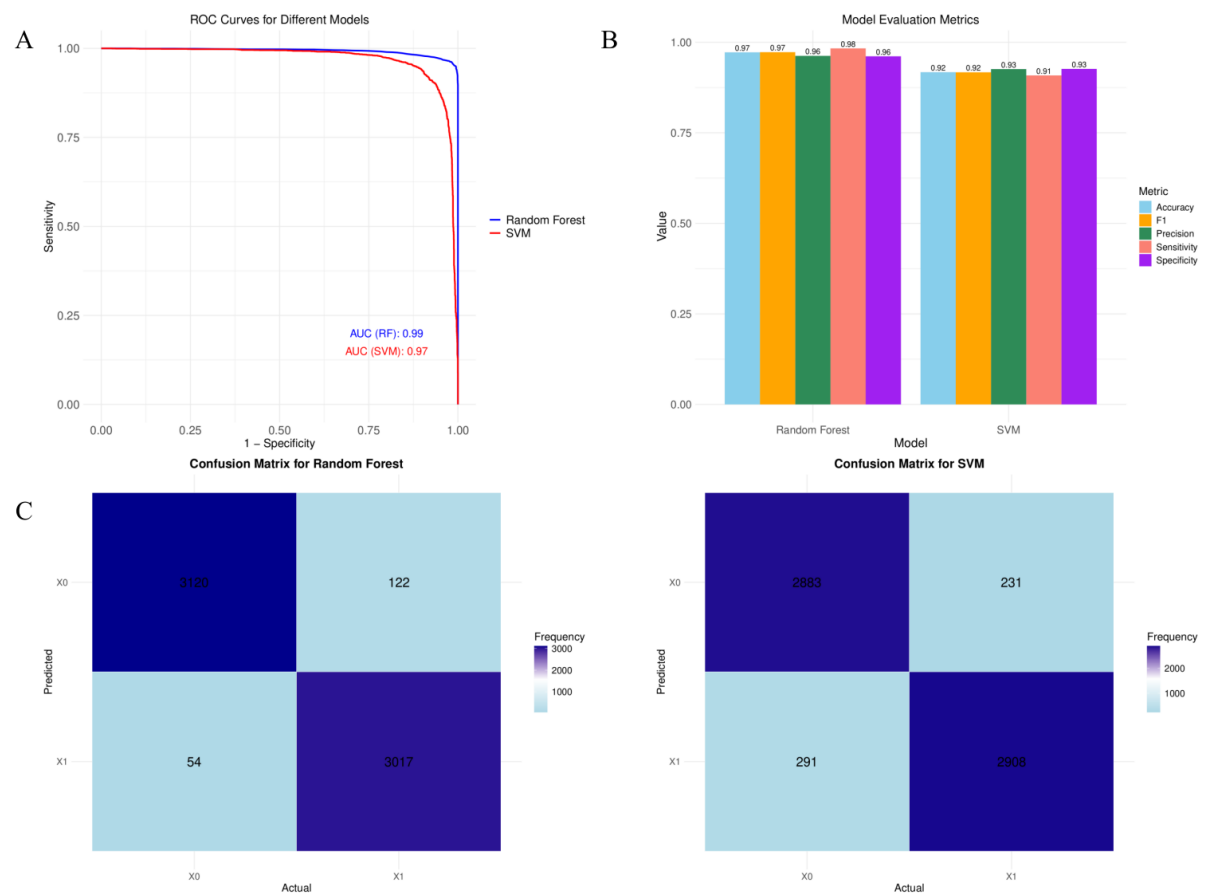 A
ROC Curves for Different Models
1.00
0.75
0.50
0.25
0.00
Sensitivity
0.00 0.25 0.50 0.75 1.00
1 − Specificity
AUC (RF): 0.99
AUC (SVM): 0.97
Random Forest
SVM
B
Model Evaluation Metrics
1.00
0.75
0.50
0.25
0.00
Value
0.97 0.97 0.96 0.98 0.96 0.92 0.92 0.93 0.91 0.93
Random Forest SVM
Model
Metric
Accuracy
F1
Precision
Sensitivity
Specificity
C
Confusion Matrix for Random Forest
X0 3120 122
X1 54 3017
Predicted
X0 X1
Actual
Frequency
3000
2000
1000
Confusion Matrix for SVM
X0 2883 231
X1 291 2908
Predicted
X0 X1
Actual
Frequency
2000
1000